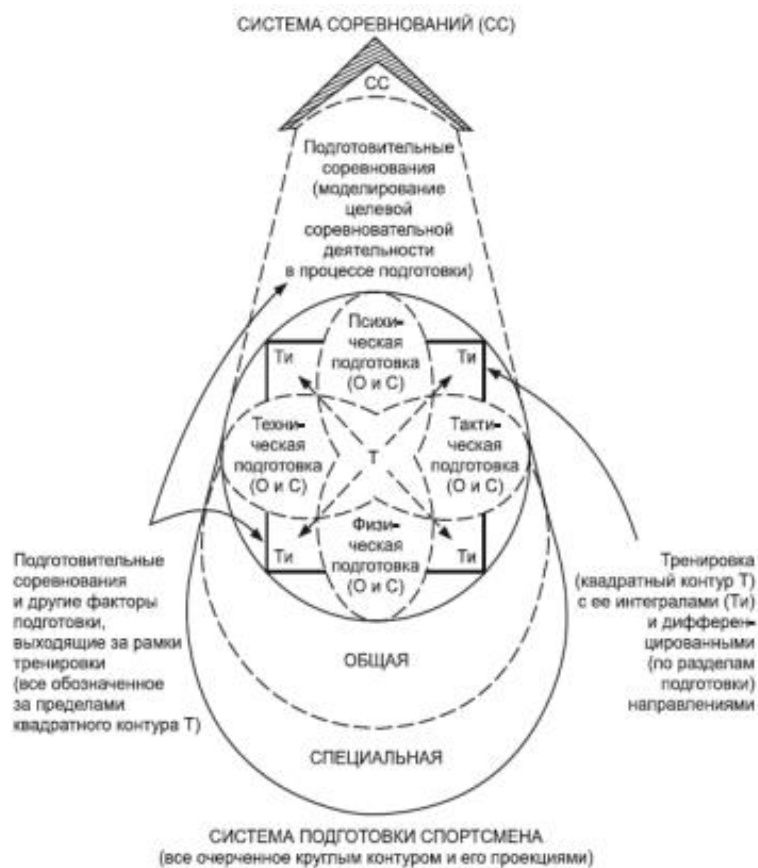 СИСТЕМА СОРЕВНОВАНИЙ (СС)
СС
Подготовительные
соревнования
(моделирование
целевой
соревновательной
деятельности
в процессе подготовки)
Психи-
ческая
подготовка
(О и С)
Ти
Ти
Техни-
ческая
подготовка
(О и С)
Т
Такти-
ческая
подготовка
(О и С)
Физи-
ческая
подготовка
(О и С)
Ти
Ти
Подготовительные
соревнования
и другие факторы
подготовки,
выходящие за рамки
тренировки
(все обозначенное
за пределами
квадратного контура Т)
Тренировка
(квадратный контур Т)
с ее интегралами (Ти)
и дифферен-
цированными
(по разделам
подготовки)
направлениями
ОБЩАЯ
СПЕЦИАЛЬНАЯ
СИСТЕМА ПОДГОТОВКИ СПОРТСМЕНА
(все очерченное круглым контуром и его проекциями)